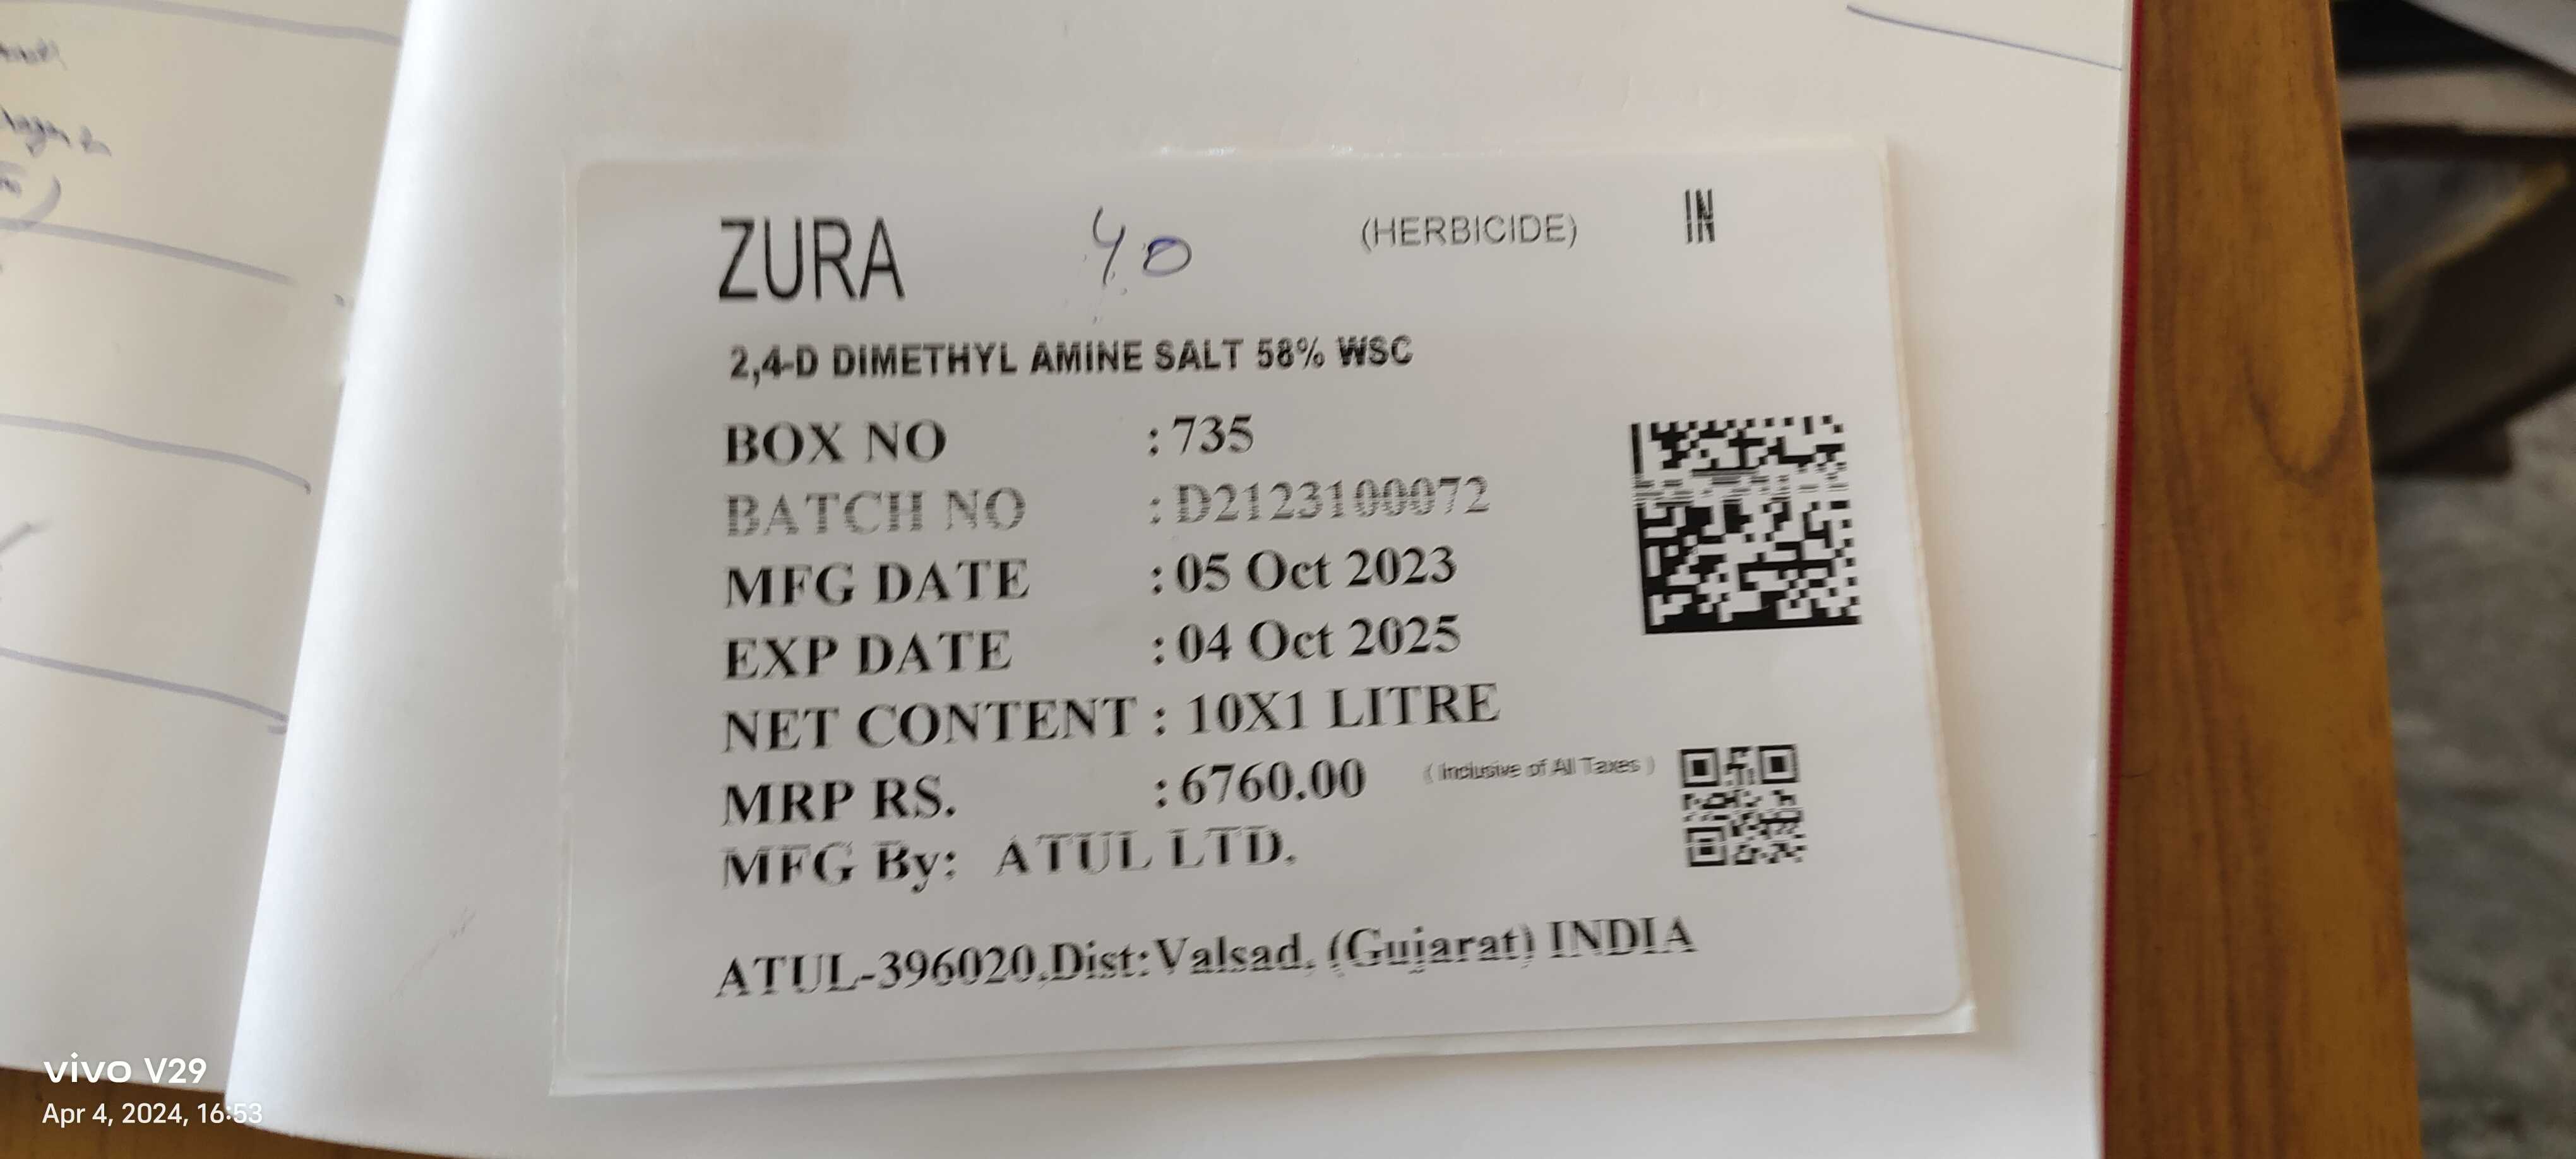 ZURA 40 (HERBICIDE) IN
2,4-D DIMETHYL AMINE SALT 58% WSC
BOX NO : 735
BATCH NO : D2123100072
MFG DATE : 05 Oct 2023
EXP DATE : 04 Oct 2025
NET CONTENT : 10X1 LITRE
MRP RS. : 6760.00 ( Inclusive of All Taxes )
MFG By: ATUL LTD.
ATUL-396020,Dist:Valsad, (Gujarat) INDIA
vivo V29
Apr 4, 2024, 16:53